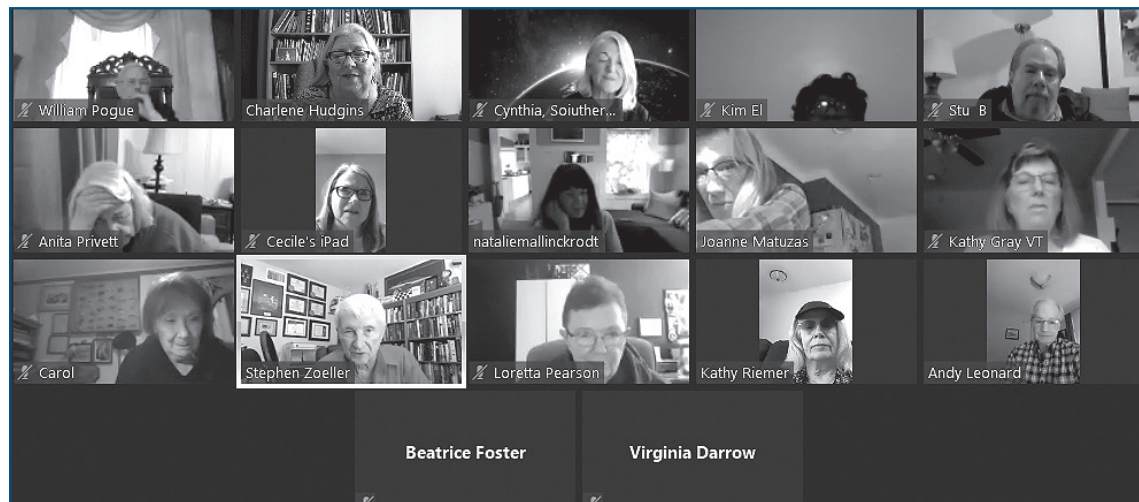 William Pogue
Charlene Hudgins
Cynthia, Soiuther...
Kim El
Stu B
Anita Privett
Cecile's iPad
nataliemallinckrodt
Joanne Matuzas
Kathy Gray VT
Carol
Stephen Zoeller
Loretta Pearson
Kathy Riemer
Andy Leonard
Beatrice Foster
Virginia Darrow